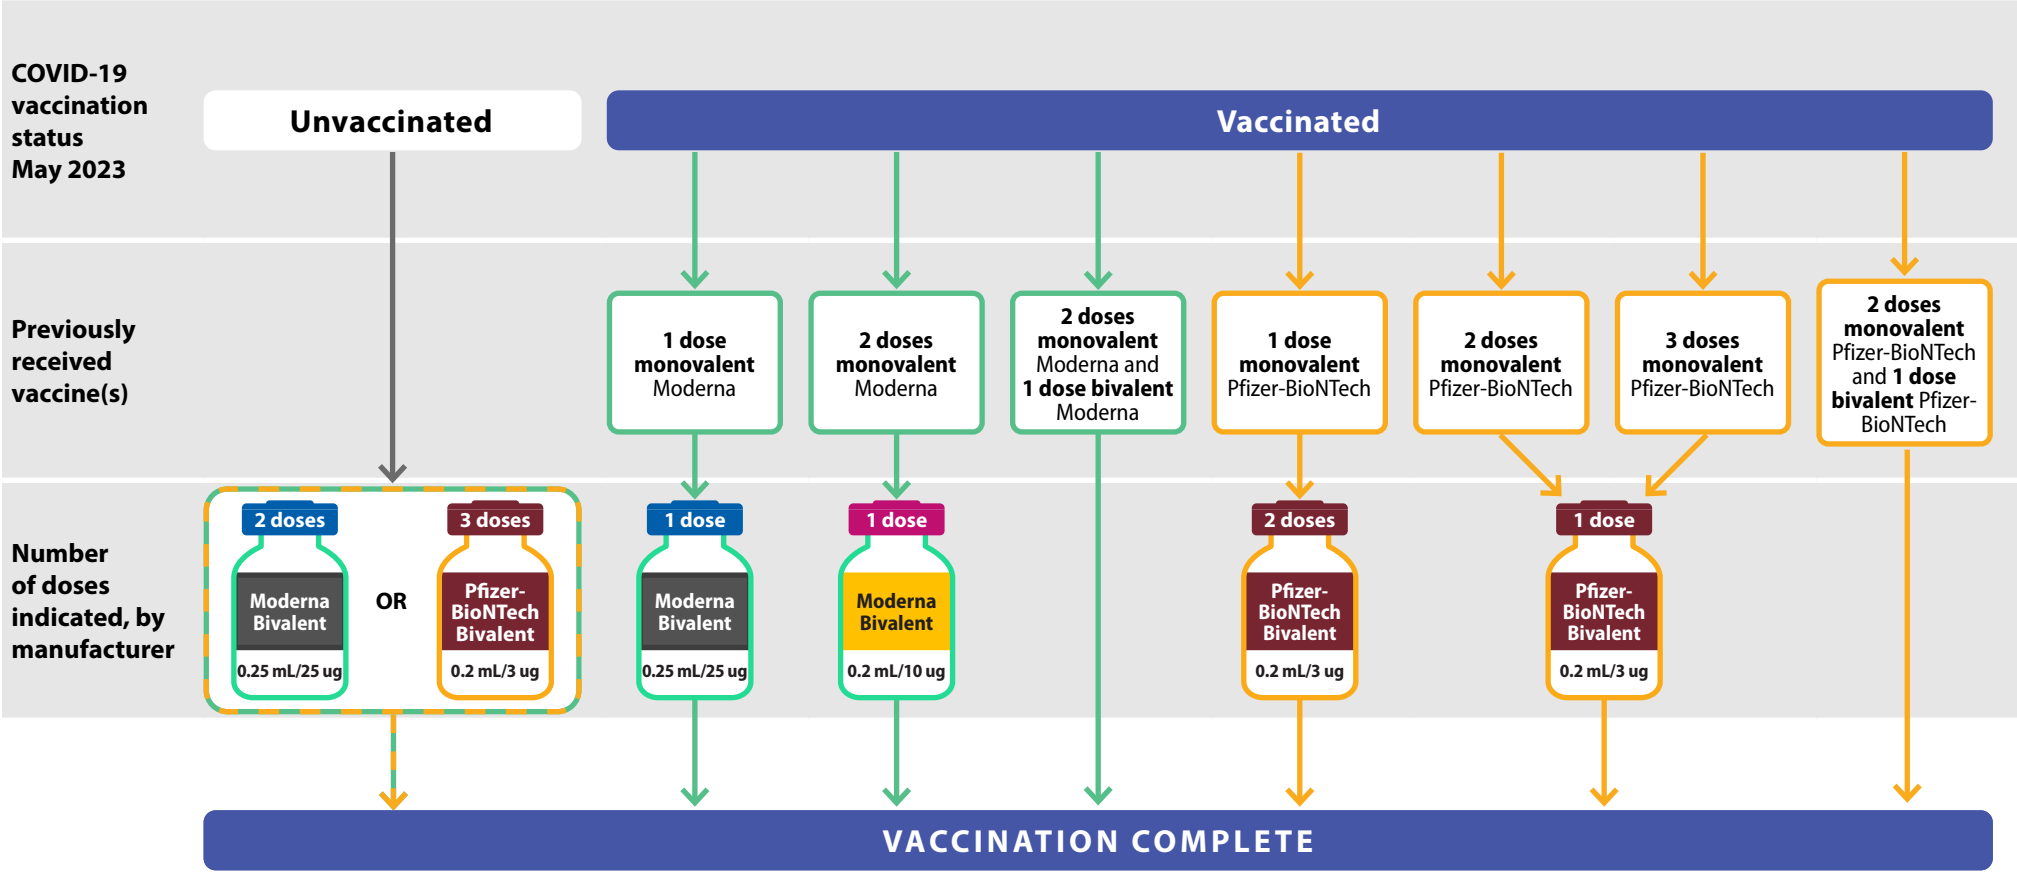 COVID-19
vaccination
status
May 2023
Unvaccinated
Vaccinated
Previously
received
vaccine(s)
1 dose
monovalent
Moderna
2 doses
monovalent
Moderna
2 doses
monovalent
Moderna and
1 dose bivalent
Moderna
1 dose
monovalent
Pfizer-BioNTech
2 doses
monovalent
Pfizer-BioNTech
3 doses
monovalent
Pfizer-BioNTech
2 doses
monovalent
Pfizer-BioNTech
and 1 dose
bivalent Pfizer-
BioNTech
Number
of doses
indicated, by
manufacturer
2 doses
Moderna
Bivalent
0.25 mL/25 ug
OR
3 doses
Pfizer-
BioNTech
Bivalent
0.2 mL/3 ug
1 dose
Moderna
Bivalent
0.25 mL/25 ug
1 dose
Moderna
Bivalent
0.2 mL/10 ug
2 doses
Pfizer-
BioNTech
Bivalent
0.2 mL/3 ug
1 dose
Pfizer-
BioNTech
Bivalent
0.2 mL/3 ug
VACCINATION COMPLETE